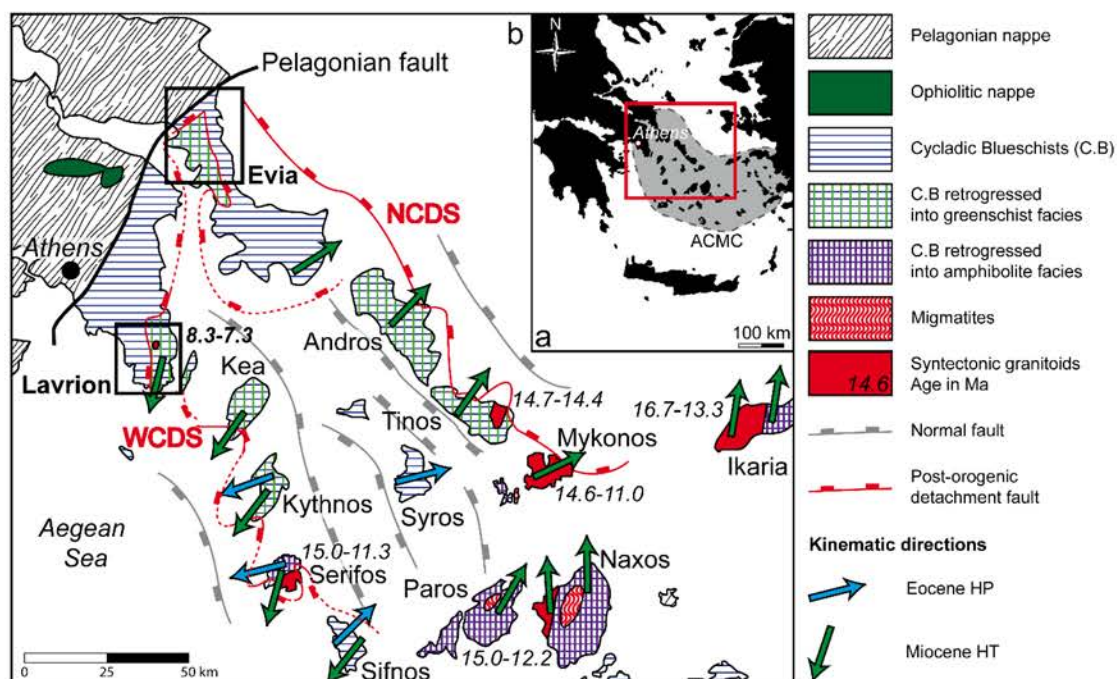 Pelagonian fault
Evia
NCDS
Athens
8.3-7.3
Lavrion
Kea
Andros
WCDS
Tinos
14.7-14.4
Mykonos
16.7-13.3
Ikaria
Kythnos
Syros
14.6-11.0
Aegean
Sea
15.0-11.3
Serifos
Paros
Naxos
15.0-12.2
Sifnos
0 25 50 km
b
N
Athens
ACMC
a
100 km
Pelagonian nappe
Ophiolitic nappe
Cycladic Blueschists (C.B)
C.B retrogressed
into greenschist facies
C.B retrogressed
into amphibolite facies
Migmatites
Syntectonic granitoids
Age in Ma
14.6
Normal fault
Post-orogenic
detachment fault
Kinematic directions
Eocene HP
Miocene HT